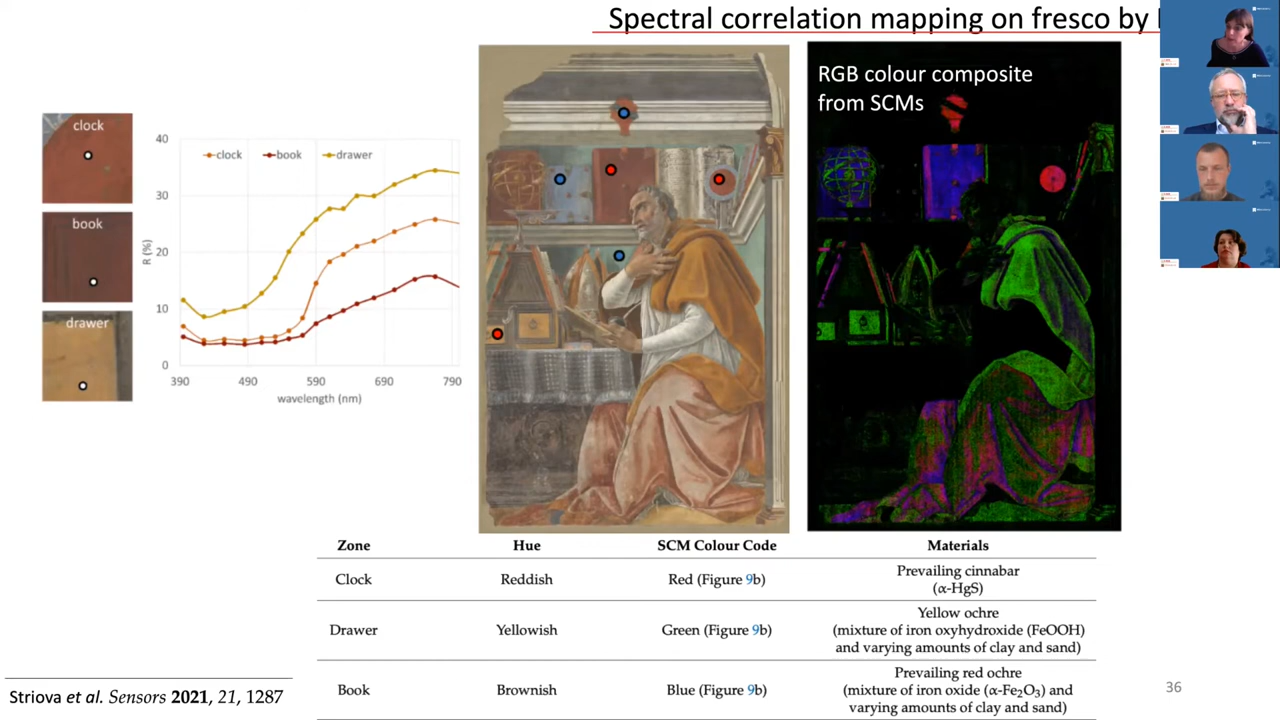 Spectral correlation mapping on fresco by
RGB colour composite
from SCMs
clock
book
drawer
clock book drawer
40
30
20
10
0
R (%)
390 490 590 690 790
wavelength (nm)
Zone Hue SCM Colour Code Materials
Clock Reddish Red (Figure 9b) Prevailing cinnabar
(α-HgS)
Drawer Yellowish Green (Figure 9b) Yellow ochre
(mixture of iron oxyhydroxide (FeOOH)
and varying amounts of clay and sand)
Book Brownish Blue (Figure 9b) Prevailing red ochre
(mixture of iron oxide (α-Fe₂O₃) and
varying amounts of clay and sand)
Striova et al. Sensors 2021, 21, 1287
36